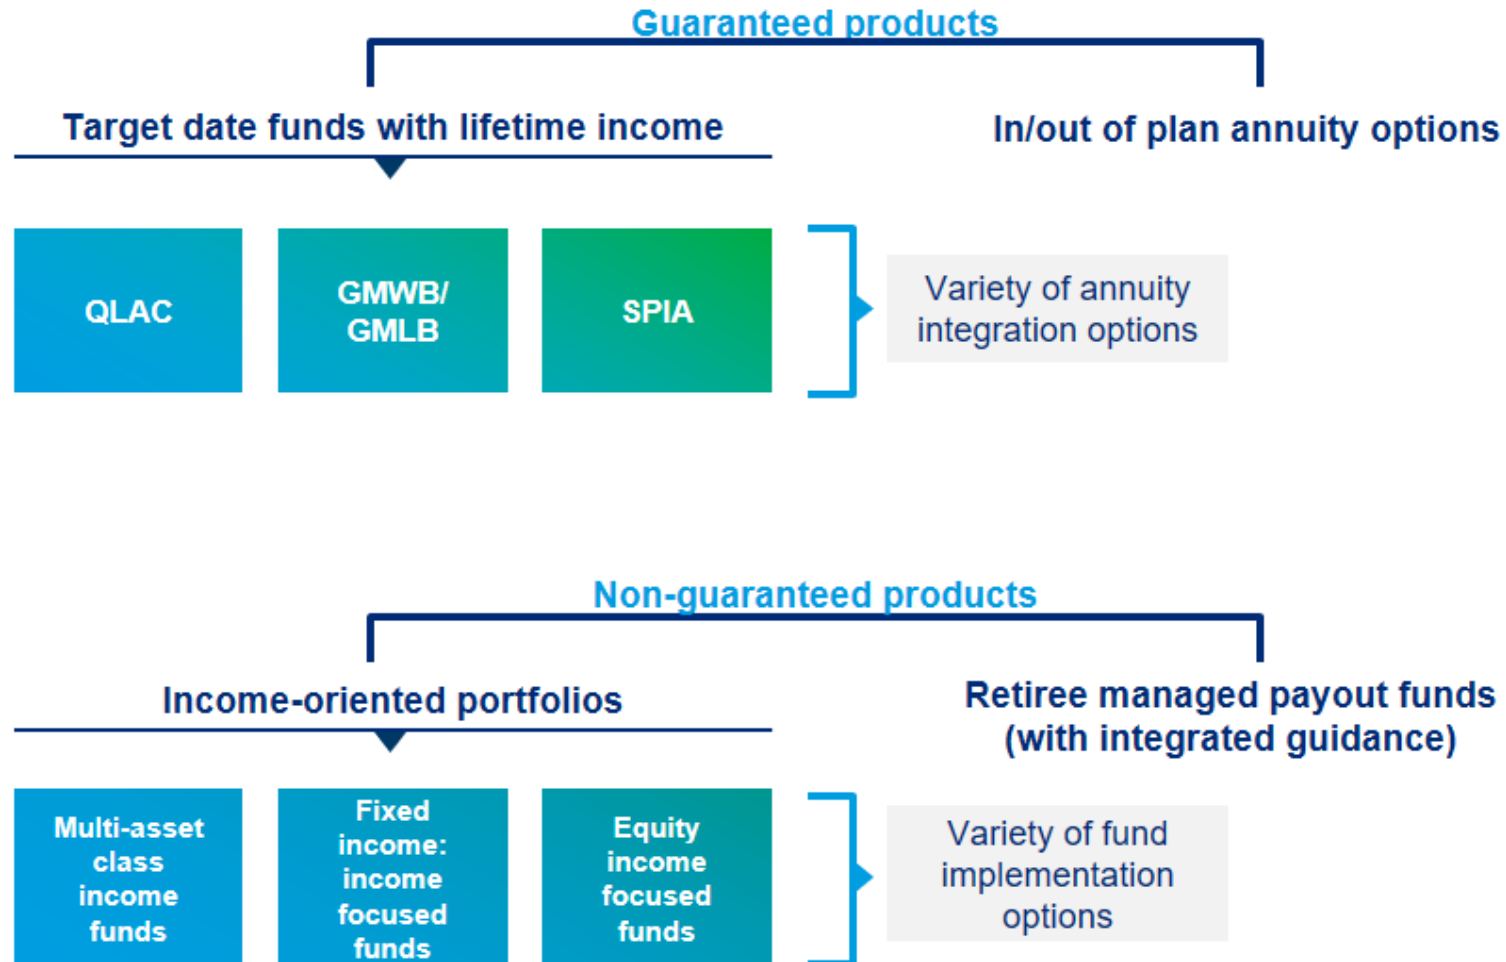 Guaranteed products
Target date funds with lifetime income
In/out of plan annuity options
QLAC
GMWB/
GMLB
SPIA
Variety of annuity
integration options
Non-guaranteed products
Income-oriented portfolios
Retiree managed payout funds
(with integrated guidance)
Multi-asset
class
income
funds
Fixed
income:
income
focused
funds
Equity
income
focused
funds
Variety of fund
implementation
options